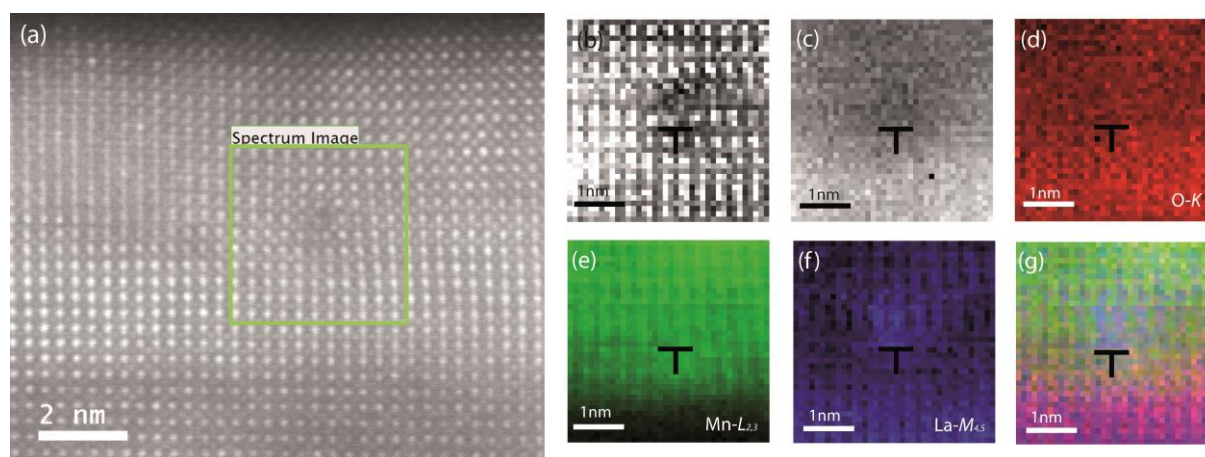 (a)
Spectrum Image
2 nm
(b)
1nm
(c)
1nm
(d)
1nm
O-K
(e)
1nm
Mn-L2,3
(f)
1nm
La-M4,5
(g)
1nm